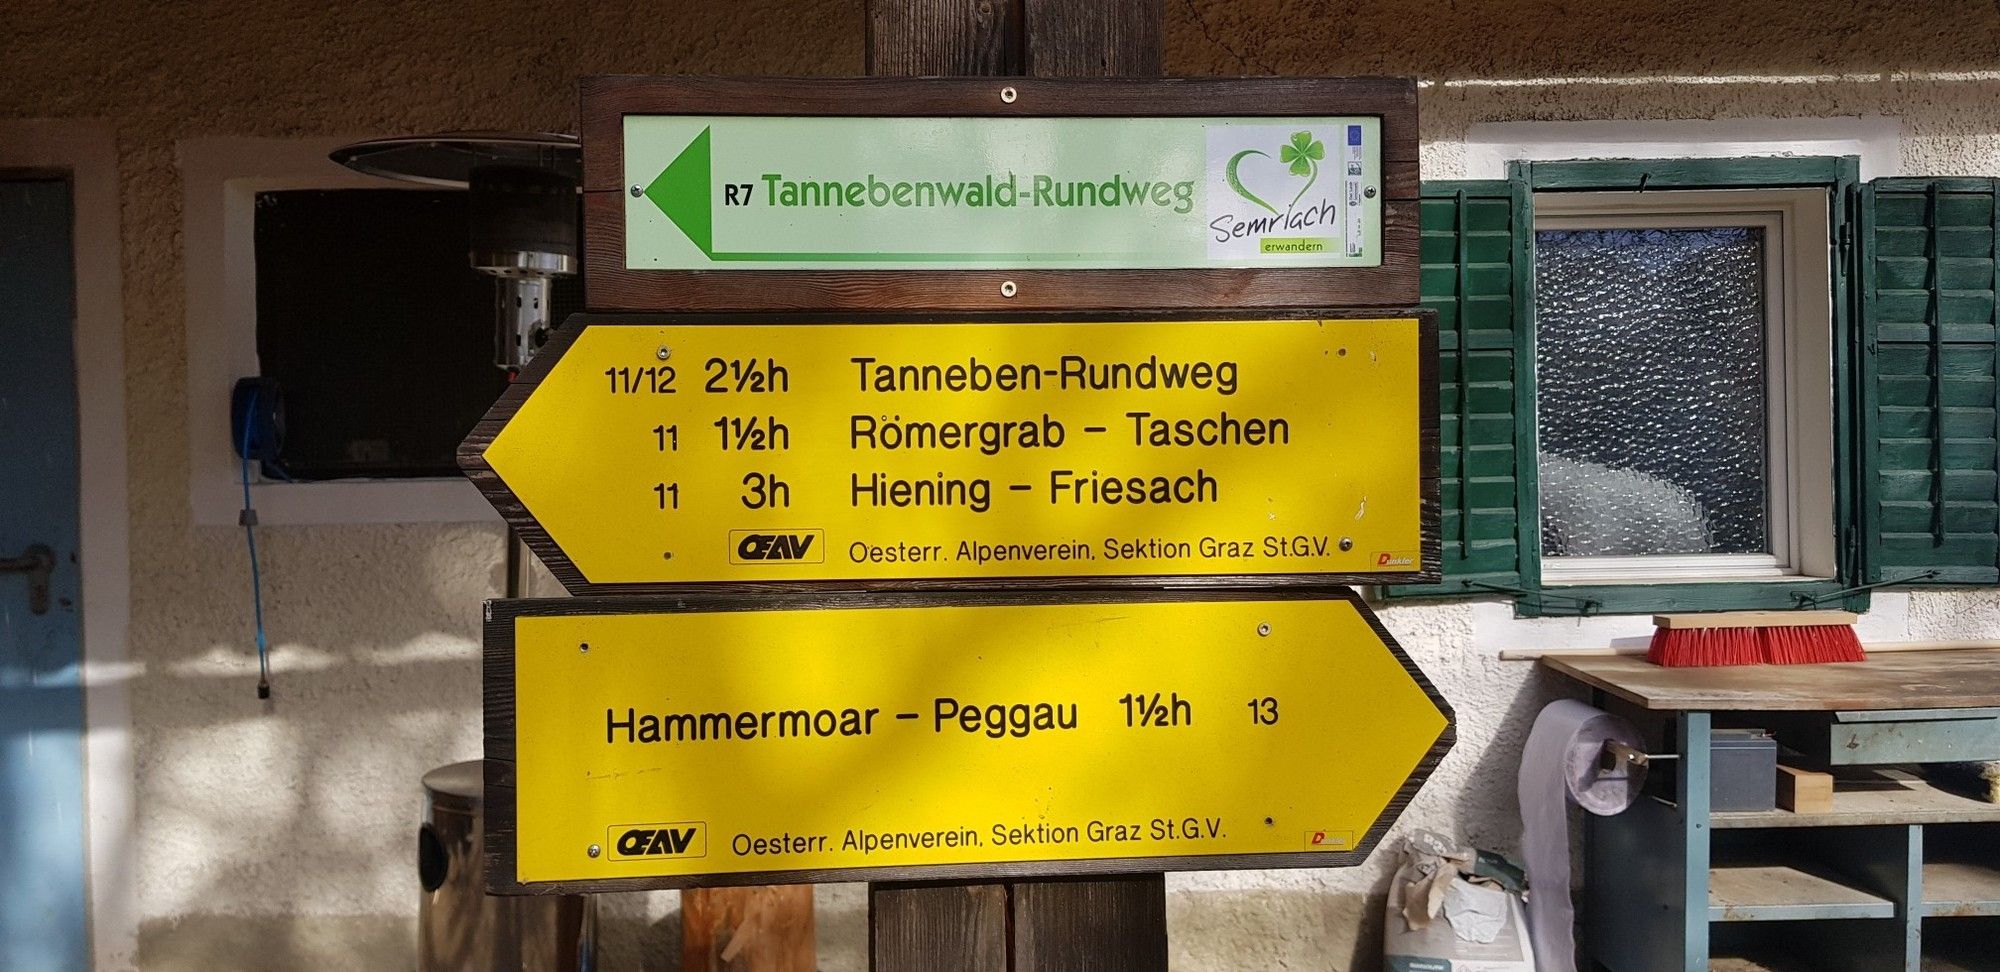 R7 Tannebenwald-Rundweg
Semriach
erwandern
11/12 2½h Tanneben-Rundweg
11 1½h Römergrab – Taschen
11 3h Hiening – Friesach
OEAV Oesterr. Alpenverein, Sektion Graz St.G.V.
Dunkler
Hammermoar – Peggau 1½h 13
OEAV Oesterr. Alpenverein, Sektion Graz St.G.V.